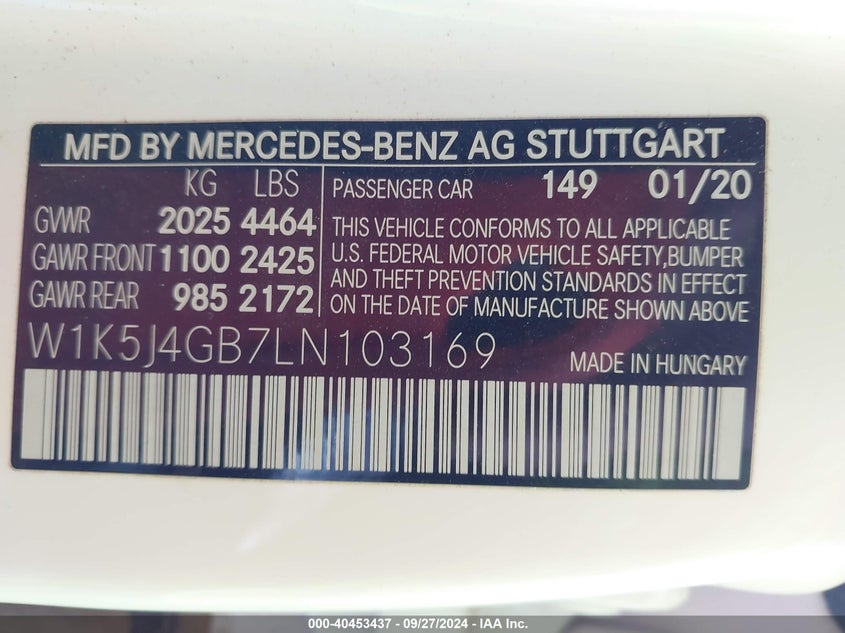 MFD BY MERCEDES-BENZ AG STUTTGART
KG LBS
GVWR 2025 4464
GAWR FRONT 1100 2425
GAWR REAR 985 2172
PASSENGER CAR 149 01/20
THIS VEHICLE CONFORMS TO ALL APPLICABLE
U.S. FEDERAL MOTOR VEHICLE SAFETY,BUMPER
AND THEFT PREVENTION STANDARDS IN EFFECT
ON THE DATE OF MANUFACTURE SHOWN ABOVE
W1K5J4GB7LN103169
MADE IN HUNGARY
000-40453437 - 09/27/2024 - IAA Inc.